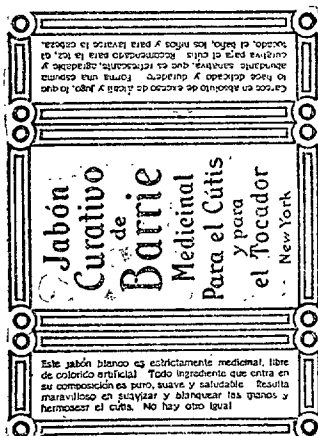 Carece en absoluto de exceso de álcali y jugo, lo que
lo hace delicado y duradero Forma una espuma
abundante sanativa, que es refrescante, agradable y
curativa para el cutis Recomendado para la tez, el
tocado, el baño, los niños y para lavarse la cabeza.
Jabón
Curativo
de
Barrie
Medicinal
Para el Cútis
y para
el Tocador
New York
Este jabón blanco es estrictamente medicinal, libre
de colorido artificial Todo ingrediente que entra en
su composición es puro, suave y saludable Resulta
maravilloso en suavizar y blanquear las manos y
hermosear el cutis. No hay otro igual